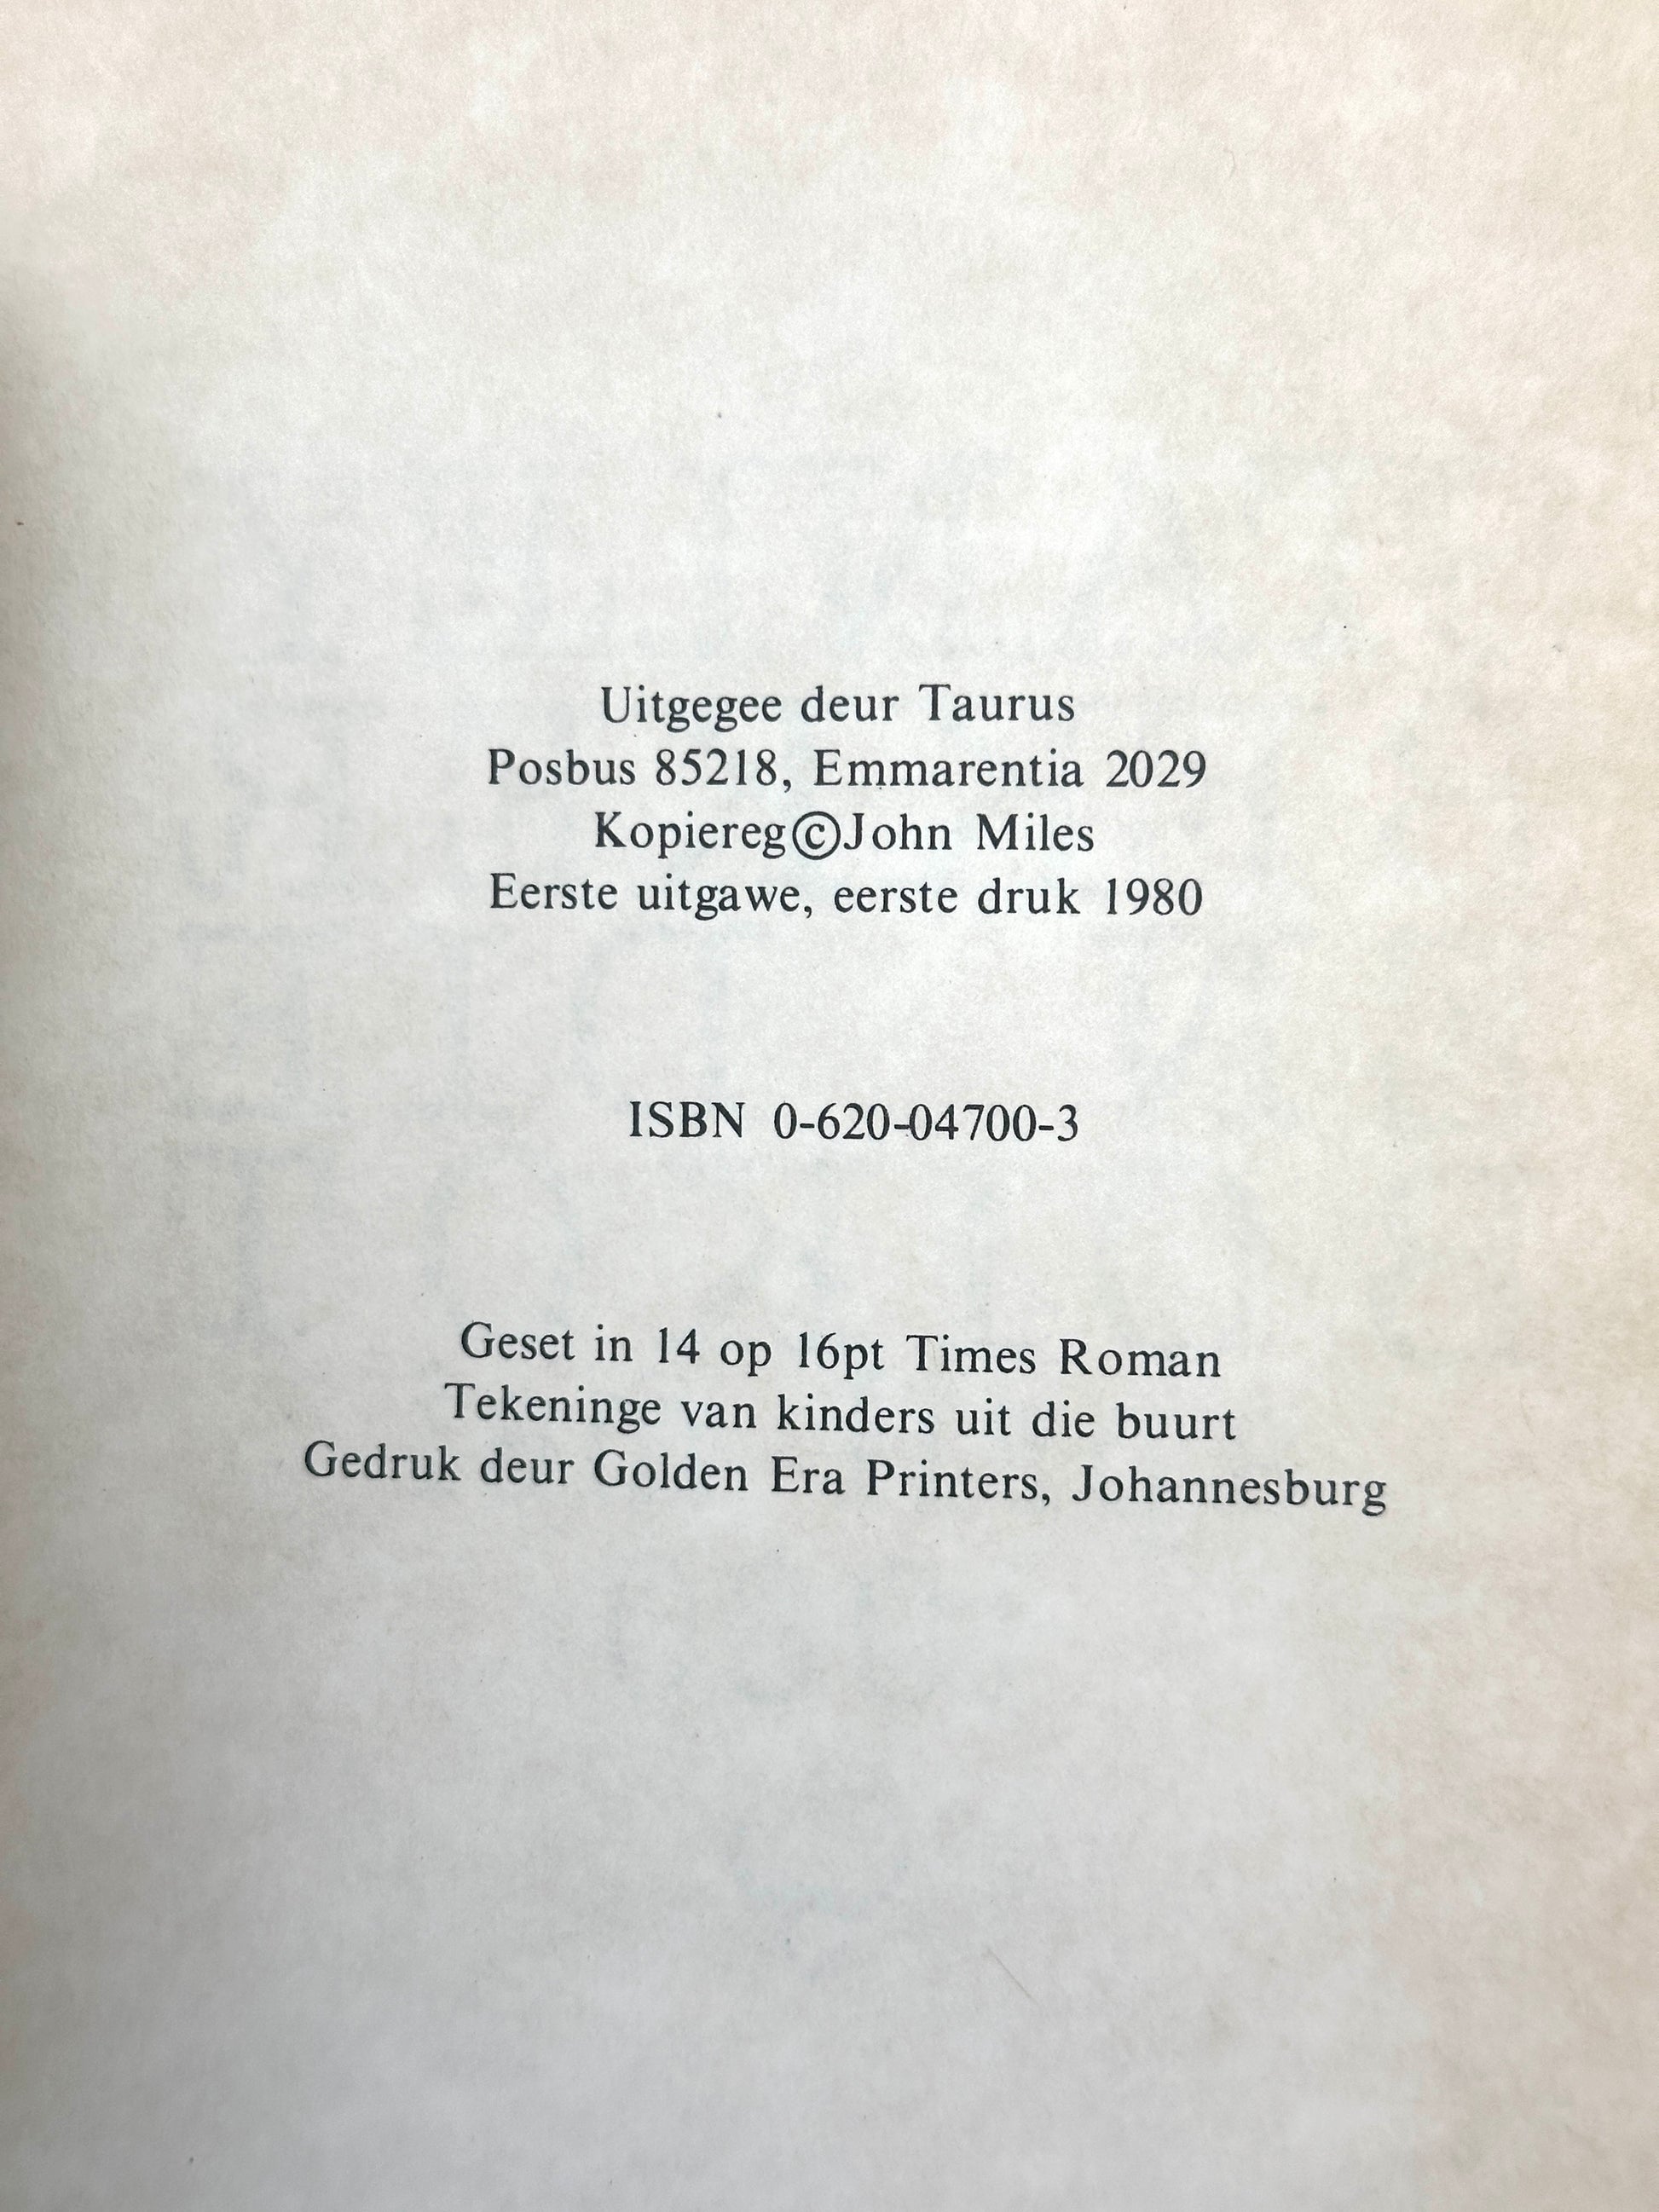 Uitgegee deur Taurus
Posbus 85218, Emmarentia 2029
Kopiereg©John Miles
Eerste uitgawe, eerste druk 1980
ISBN 0-620-04700-3
Geset in 14 op 16pt Times Roman
Tekeninge van kinders uit die buurt
Gedruk deur Golden Era Printers, Johannesburg